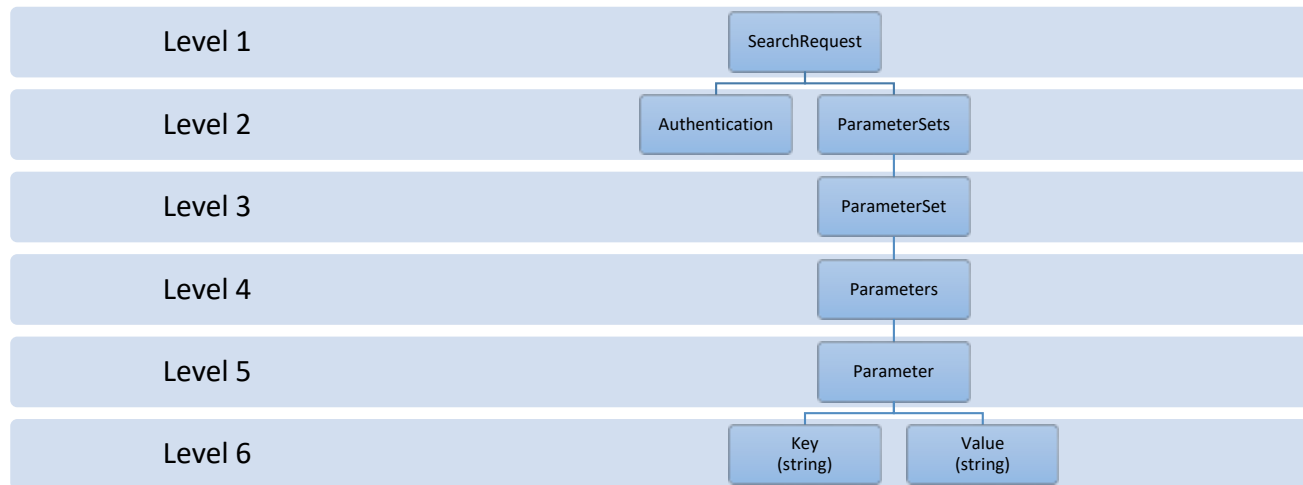 Level 1
SearchRequest
Level 2
Authentication
ParameterSets
Level 3
ParameterSet
Level 4
Parameters
Level 5
Parameter
Level 6
Key
(string)
Value
(string)